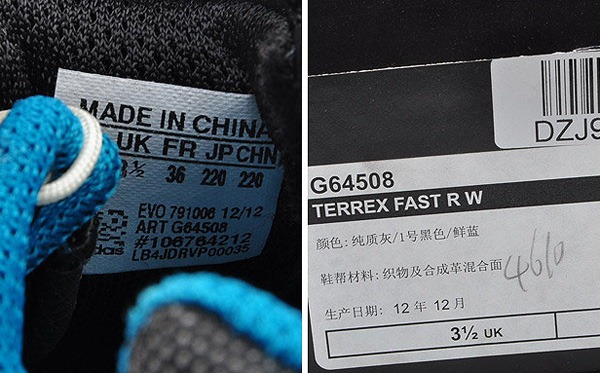 MADE IN CHINA
UK FR JP CHN
3½ 36 220 220
EVO 791006 12/12
ART G64508
#106764212
LB4JDRVP00035
DZJ9
G64508
TERREX FAST R W
颜色: 纯质灰/1号黑色/鲜蓝
鞋帮材料: 织物及合成革混合面
4610
生产日期: 12 年 12 月
3½ UK